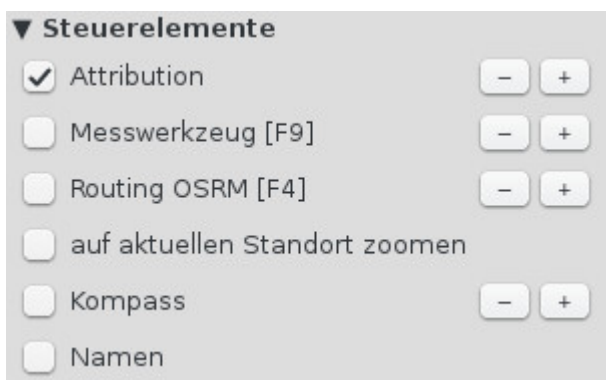 ▼ Steuerelemente
Attribution − +
Messwerkzeug [F9] − +
Routing OSRM [F4] − +
auf aktuellen Standort zoomen
Kompass − +
Namen